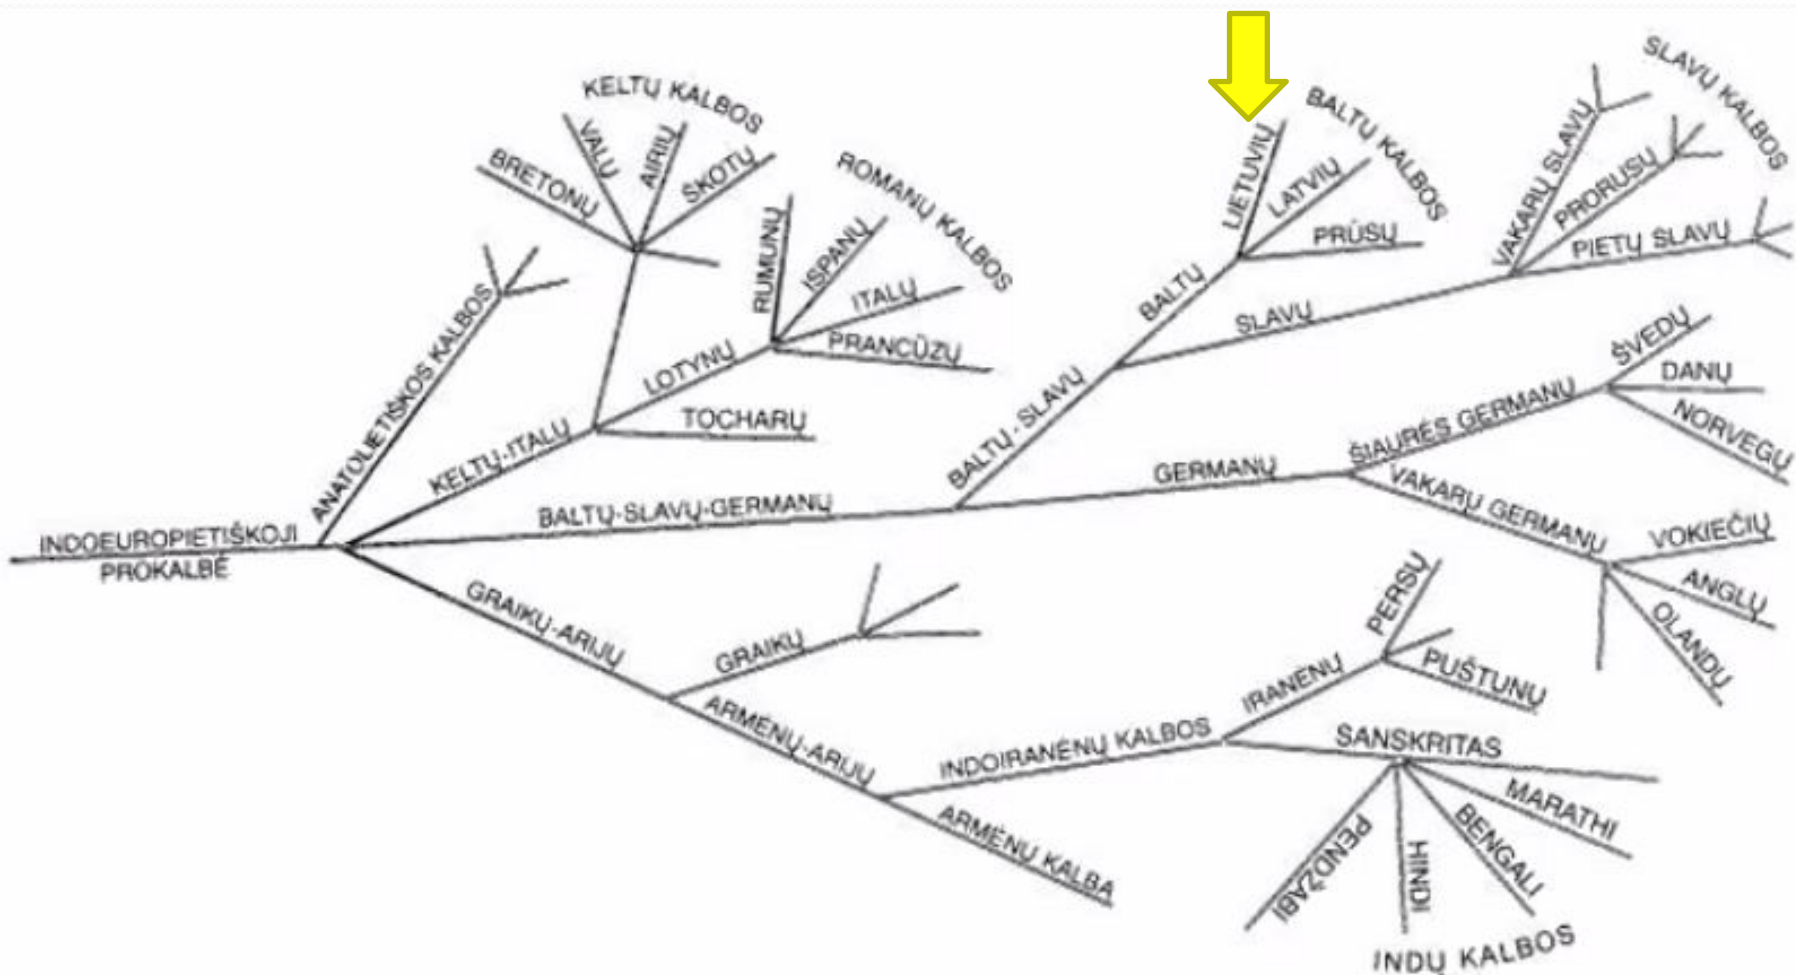 KELTŲ KALBOS
BRETONŲ
VALŲ
AIRIŲ
ŠKOTŲ
ROMANŲ KALBOS
RUMUNŲ
ISPANŲ
ITALŲ
PRANCŪZŲ
LOTYNŲ
TOCHARŲ
ANATOLIETIŠKOS KALBOS
KELTŲ-ITALŲ
INDOEUROPIETIŠKOJI
PROKALBĖ
BALTŲ-SLAVŲ-GERMANŲ
BALTŲ-SLAVŲ
BALTŲ
LIETUVIŲ
LATVIŲ
PRŪSŲ
BALTŲ KALBOS
SLAVŲ
VAKARŲ SLAVŲ
PRORUSŲ
PIETŲ SLAVŲ
SLAVŲ KALBOS
GERMANŲ
ŠIAURĖS GERMANŲ
ŠVEDŲ
DANŲ
NORVEGŲ
VAKARŲ GERMANŲ
VOKIEČIŲ
ANGLŲ
OLANDŲ
GRAIKŲ-ARIJŲ
GRAIKŲ
ARMĖNŲ-ARIJŲ
ARMĖNŲ KALBA
INDOIRANĖNŲ KALBOS
IRANĖNŲ
PERSŲ
PUŠTUNŲ
SANSKRITAS
MARATHI
BENGALI
HINDI
PENDŽABI
INDŲ KALBOS